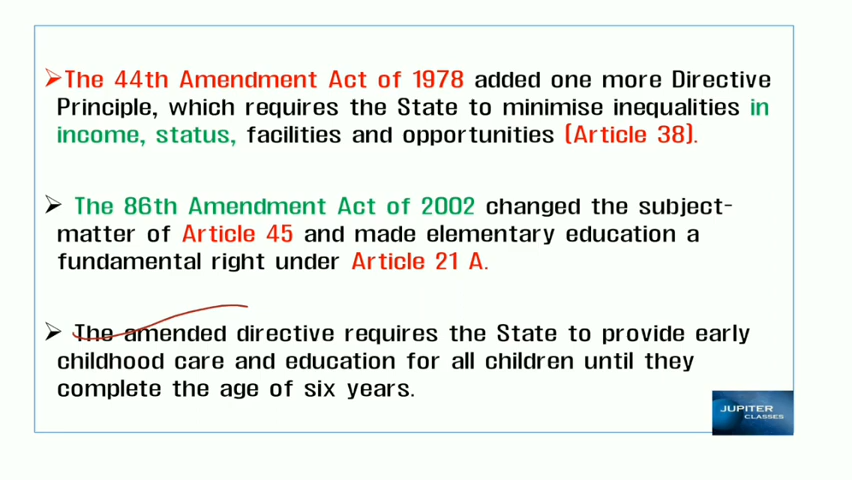 ➢The 44th Amendment Act of 1978 added one more Directive
Principle, which requires the State to minimise inequalities in
income, status, facilities and opportunities (Article 38).
➢ The 86th Amendment Act of 2002 changed the subject-
matter of Article 45 and made elementary education a
fundamental right under Article 21 A.
➢ The amended directive requires the State to provide early
childhood care and education for all children until they
complete the age of six years.
JUPITER
CLASSES